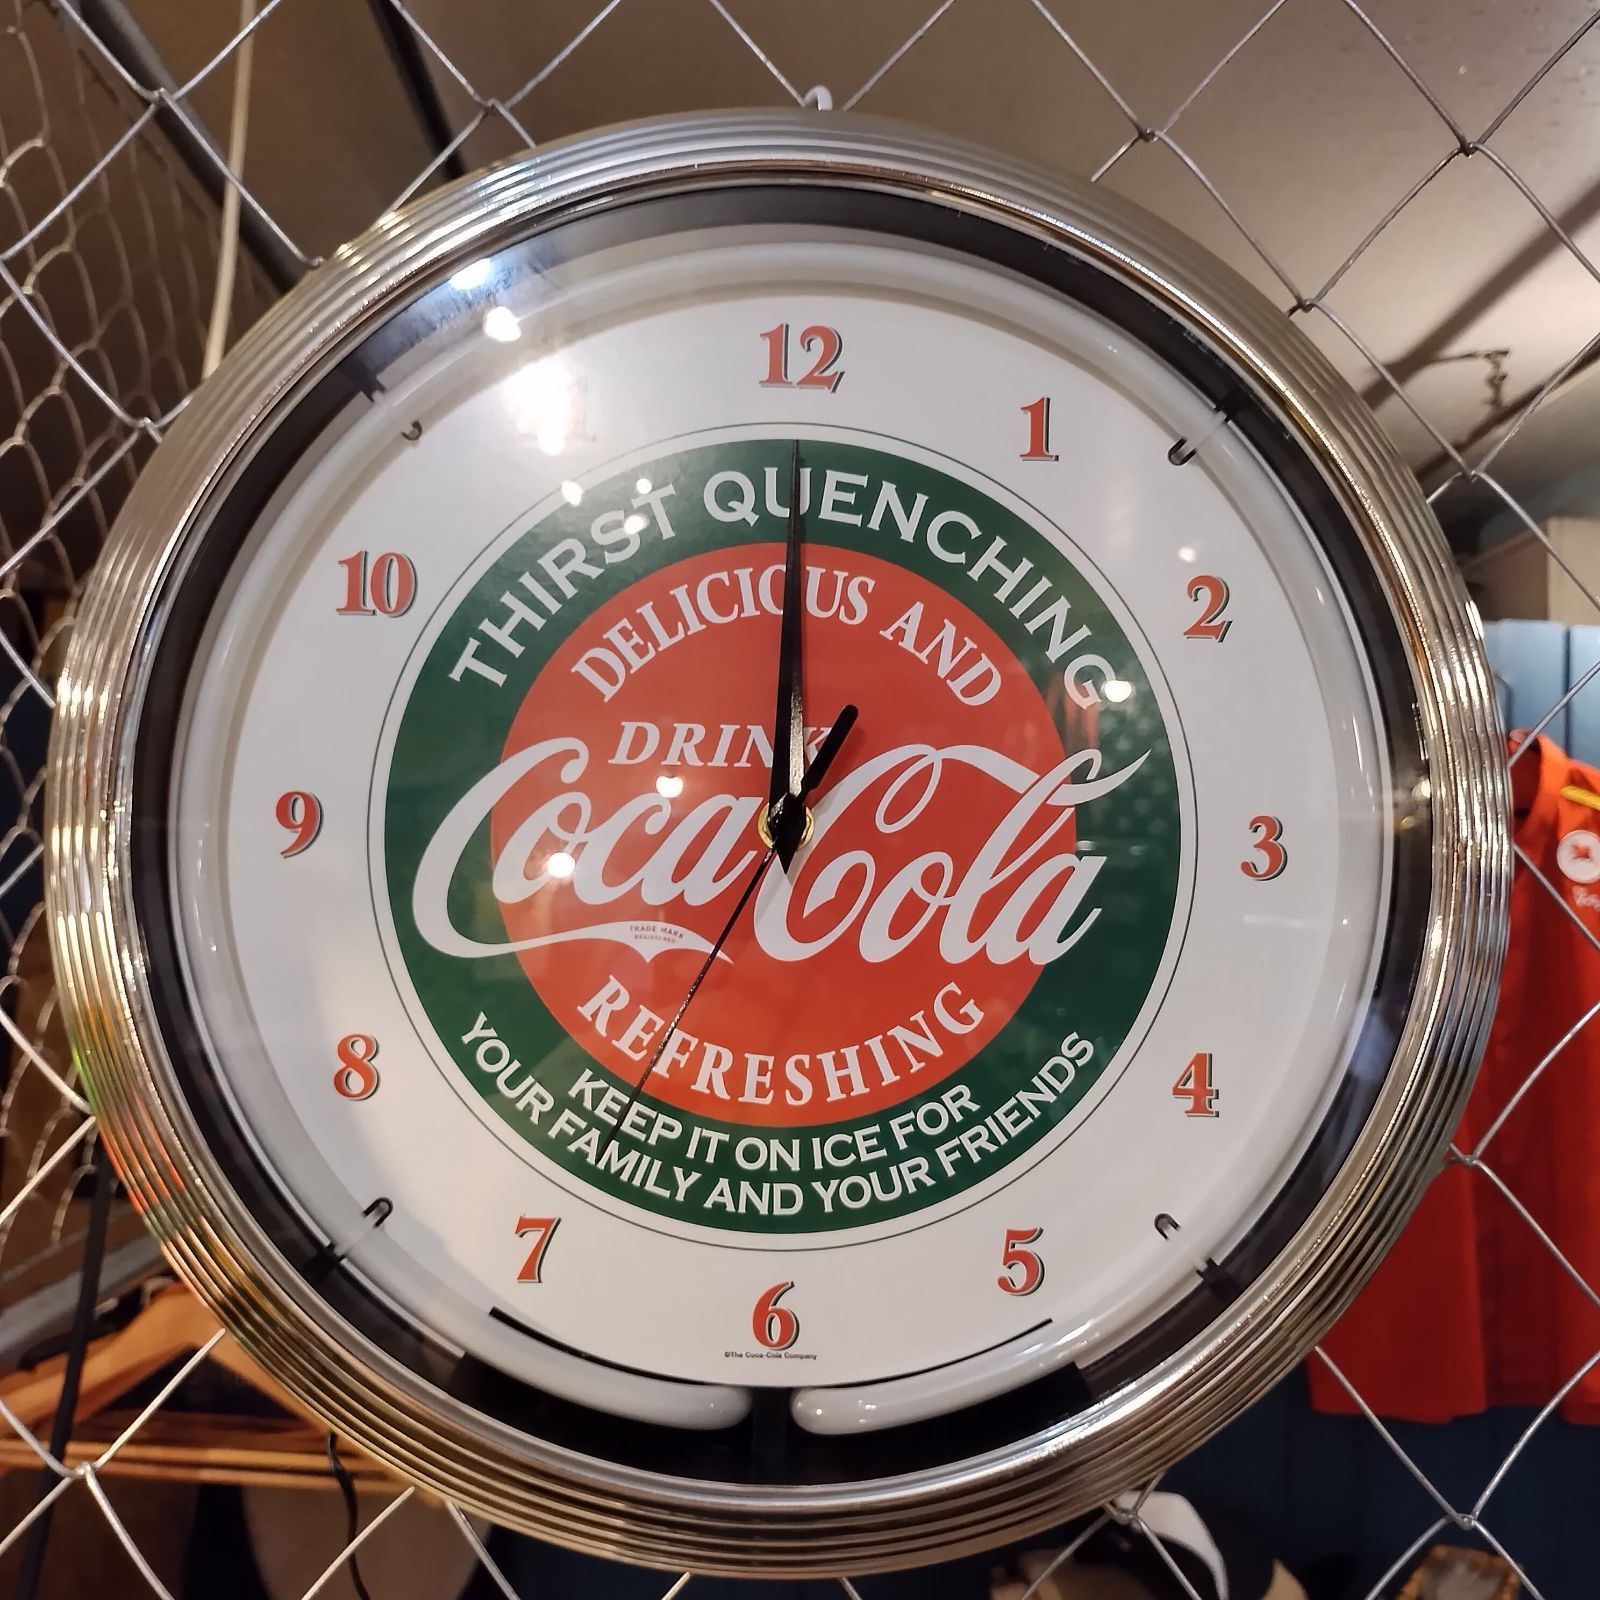 12
1
2
3
4
5
6
7
8
9
10
11
THIRST QUENCHING
DELICIOUS AND
DRINK
Coca-Cola
TRADE MARK
REGISTERED
REFRESHING
KEEP IT ON ICE FOR
YOUR FAMILY AND YOUR FRIENDS
©The Coca-Cola Company